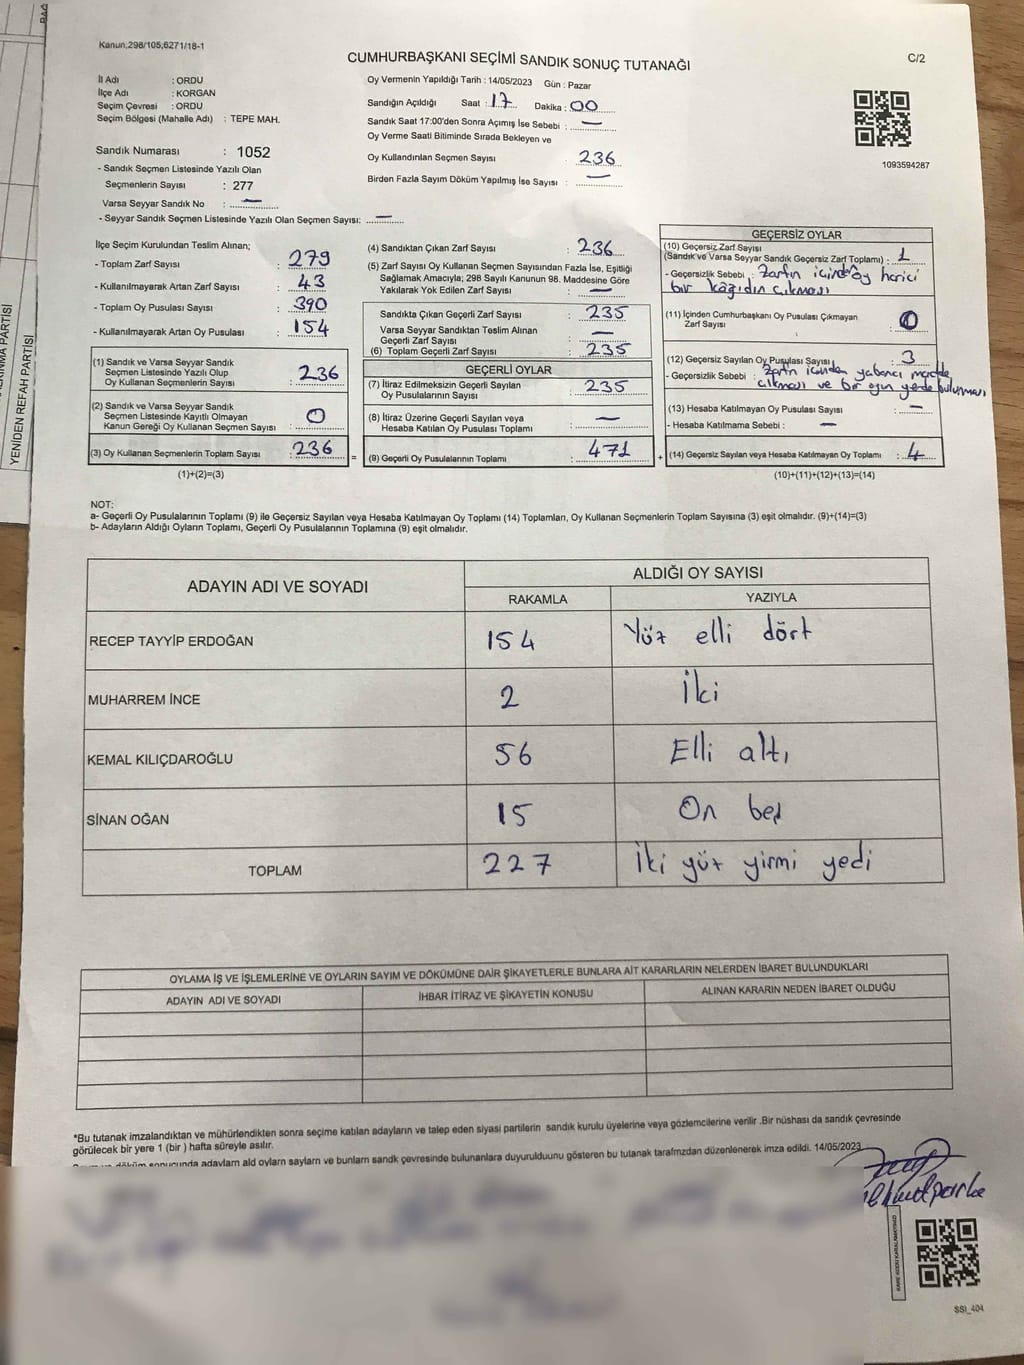 Kanun,298/105,6271/18-1
C/2
CUMHURBAŞKANI SEÇİMİ SANDIK SONUÇ TUTANAĞI
İl Adı : ORDU
İlçe Adı : KORGAN
Seçim Çevresi : ORDU
Seçim Bölgesi (Mahalle Adı) : TEPE MAH.
Sandık Numarası : 1052
- Sandık Seçmen Listesinde Yazılı Olan
Seçmenlerin Sayısı : 277
Varsa Seyyar Sandık No : —
- Seyyar Sandık Seçmen Listesinde Yazılı Olan Seçmen Sayısı: —
Oy Vermenin Yapıldığı Tarih : 14/05/2023 Gün : Pazar
Sandığın Açıldığı Saat : 17 Dakika : 00
Sandık Saat 17:00'den Sonra Açımış İse Sebebi : —
Oy Verme Saati Bitiminde Sırada Bekleyen ve
Oy Kullandırılan Seçmen Sayısı : 236
Birden Fazla Sayım Döküm Yapılmış İse Sayısı : —
1093594287
İlçe Seçim Kurulundan Teslim Alınan;
- Toplam Zarf Sayısı : 279
- Kullanılmayarak Artan Zarf Sayısı : 43
- Toplam Oy Pusulası Sayısı : 390
- Kullanılmayarak Artan Oy Pusulası : 154
(1) Sandık ve Varsa Seyyar Sandık
Seçmen Listesinde Yazılı Olup
Oy Kullanan Seçmenlerin Sayısı : 236
(2) Sandık ve Varsa Seyyar Sandık
Seçmen Listesinde Kayıtlı Olmayan
Kanun Gereği Oy Kullanan Seçmen Sayısı : 0
(3) Oy Kullanan Seçmenlerin Toplam Sayısı : 236
(1)+(2)=(3)
(4) Sandıktan Çıkan Zarf Sayısı : 236
(5) Zarf Sayısı Oy Kullanan Seçmen Sayısından Fazla İse, Eşitliği
Sağlamak Amacıyla; 298 Sayılı Kanunun 98. Maddesine Göre
Yakılarak Yok Edilen Zarf Sayısı : —
Sandıkta Çıkan Geçerli Zarf Sayısı : 235
Varsa Seyyar Sandıktan Teslim Alınan
Geçerli Zarf Sayısı : —
(6) Toplam Geçerli Zarf Sayısı : 235
GEÇERLİ OYLAR
(7) İtiraz Edilmeksizin Geçerli Sayılan
Oy Pusulalarının Sayısı : 235
(8) İtiraz Üzerine Geçerli Sayılan veya
Hesaba Katılan Oy Pusulası Toplamı : —
= (9) Geçerli Oy Pusulalarının Toplamı : 471
GEÇERSİZ OYLAR
(10) Geçersiz Zarf Sayısı
(Sandık ve Varsa Seyyar Sandık Geçersiz Zarf Toplamı) : 1
- Geçersizlik Sebebi : Zarfın içinde oy harici
bir kâğıdın çıkması
(11) İçinden Cumhurbaşkanı Oy Pusulası Çıkmayan
Zarf Sayısı : 0
(12) Geçersiz Sayılan Oy Pusulası Sayısı : 3
- Geçersizlik Sebebi : Zarfın içinden yabancı madde
çıkması ve bir oyun yerde bulunması
(13) Hesaba Katılmayan Oy Pusulası Sayısı : —
- Hesaba Katılmama Sebebi : —
+ (14) Geçersiz Sayılan veya Hesaba Katılmayan Oy Toplamı : 4
(10)+(11)+(12)+(13)=(14)
NOT:
a- Geçerli Oy Pusulalarının Toplamı (9) ile Geçersiz Sayılan veya Hesaba Katılmayan Oy Toplamı (14) Toplamları, Oy Kullanan Seçmenlerin Toplam Sayısına (3) eşit olmalıdır. (9)+(14)=(3)
b- Adayların Aldığı Oyların Toplamı, Geçerli Oy Pusulalarının Toplamına (9) eşit olmalıdır.
ADAYIN ADI VE SOYADI ALDIĞI OY SAYISI
RAKAMLA YAZIYLA
RECEP TAYYİP ERDOĞAN 154 Yüz elli dört
MUHARREM İNCE 2 İki
KEMAL KILIÇDAROĞLU 56 Elli altı
SİNAN OĞAN 15 On beş
TOPLAM 227 İki yüz yirmi yedi
OYLAMA İŞ VE İŞLEMLERİNE VE OYLARIN SAYIM VE DÖKÜMÜNE DAİR ŞİKAYETLERLE BUNLARA AİT KARARLARIN NELERDEN İBARET BULUNDUKLARI
ADAYIN ADI VE SOYADI İHBAR İTİRAZ VE ŞİKAYETİN KONUSU ALINAN KARARIN NEDEN İBARET OLDUĞU
*Bu tutanak imzalandıktan ve mühürlendikten sonra seçime katılan adayların ve talep eden siyasi partilerin sandık kurulu üyelerine veya gözlemcilerine verilir .Bir nüshası da sandık çevresinde
görülecek bir yere 1 (bir ) hafta süreyle asılır.
döküm sonucunda adayların ald oyların sayları ve bunların sandk çevresinde bulunanlara duyurulduunu gösteren bu tutanak tarafmzdan düzenlenerek imza edildi. 14/05/2023
SSI_404
YENİDEN REFAH PARTİSİ
PARTİSİ